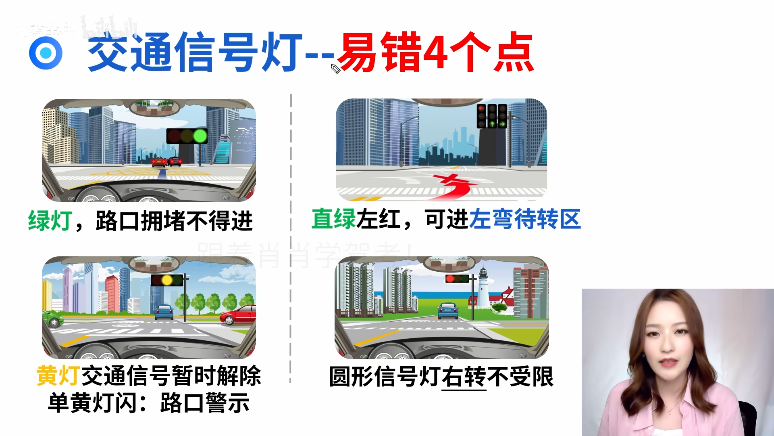 交通信号灯--易错4个点
绿灯，路口拥堵不得进
直绿左红，可进左弯待转区
跟着肖肖学驾考！
黄灯交通信号暂时解除
单黄灯闪：路口警示
圆形信号灯右转不受限